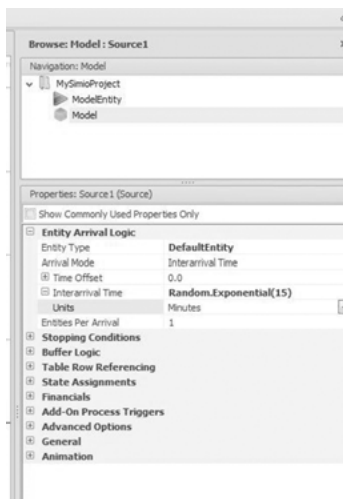 Browse: Model : Source1
Navigation: Model
MySimioProject
ModelEntity
Model
Properties: Source1 (Source)
Show Commonly Used Properties Only
Entity Arrival Logic
Entity Type DefaultEntity
Arrival Mode Interarrival Time
Time Offset 0.0
Interarrival Time Random.Exponential(15)
Units Minutes
Entities Per Arrival 1
Stopping Conditions
Buffer Logic
Table Row Referencing
State Assignments
Financials
Add-On Process Triggers
Advanced Options
General
Animation